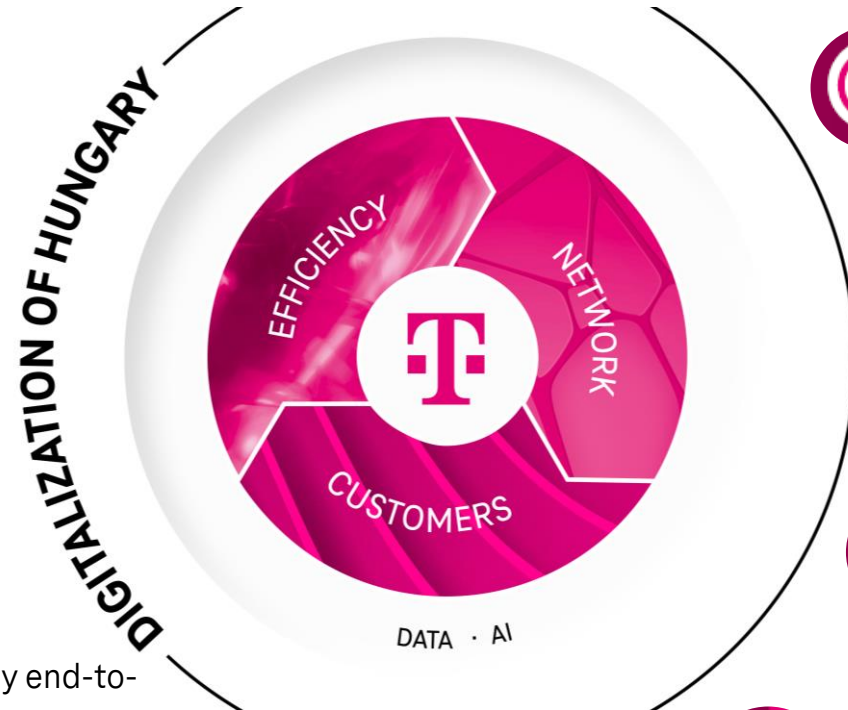 DIGITALIZATION OF HUNGARY
EFFICIENCY
NETWORK
T
CUSTOMERS
DATA · AI
y end-to-